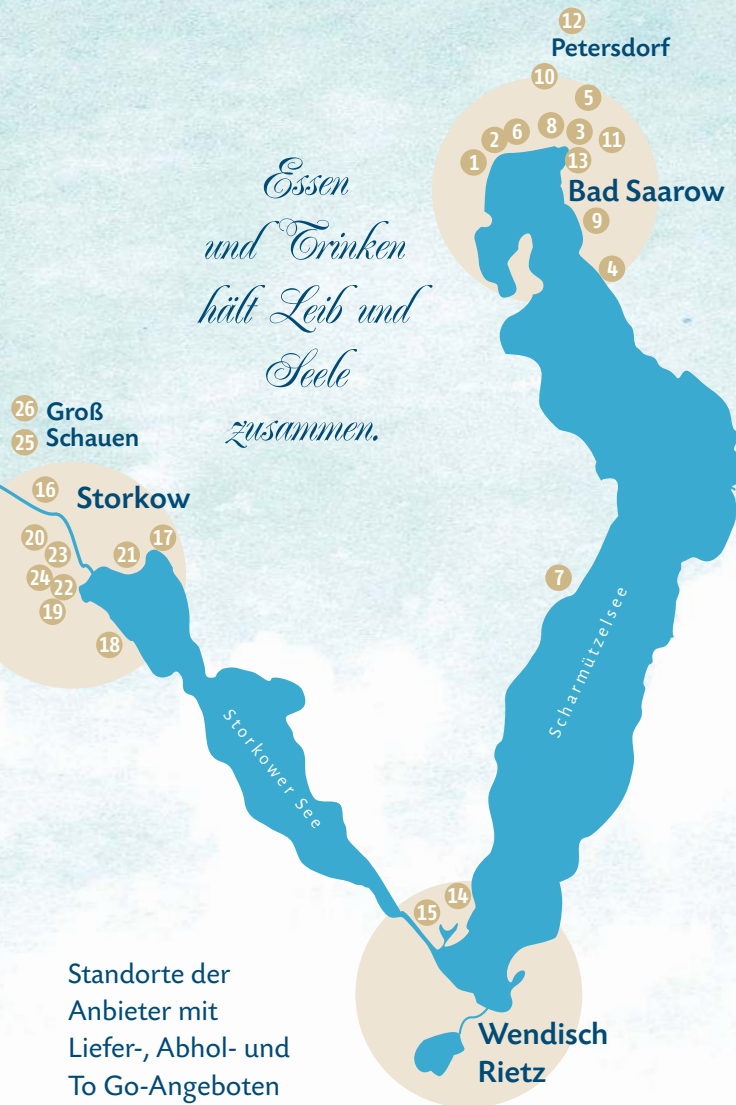 12
Petersdorf
10
5
2
6
8
3
11
1
13
Bad Saarow
9
4
Essen
und Trinken
hält Leib und
Seele
zusammen.
26
Groß
25
Schauen
16
Storkow
20
23
21
17
24
22
19
18
7
Scharmützelsee
Storkower See
14
15
Standorte der
Anbieter mit
Liefer-, Abhol- und
To Go-Angeboten
Wendisch
Rietz